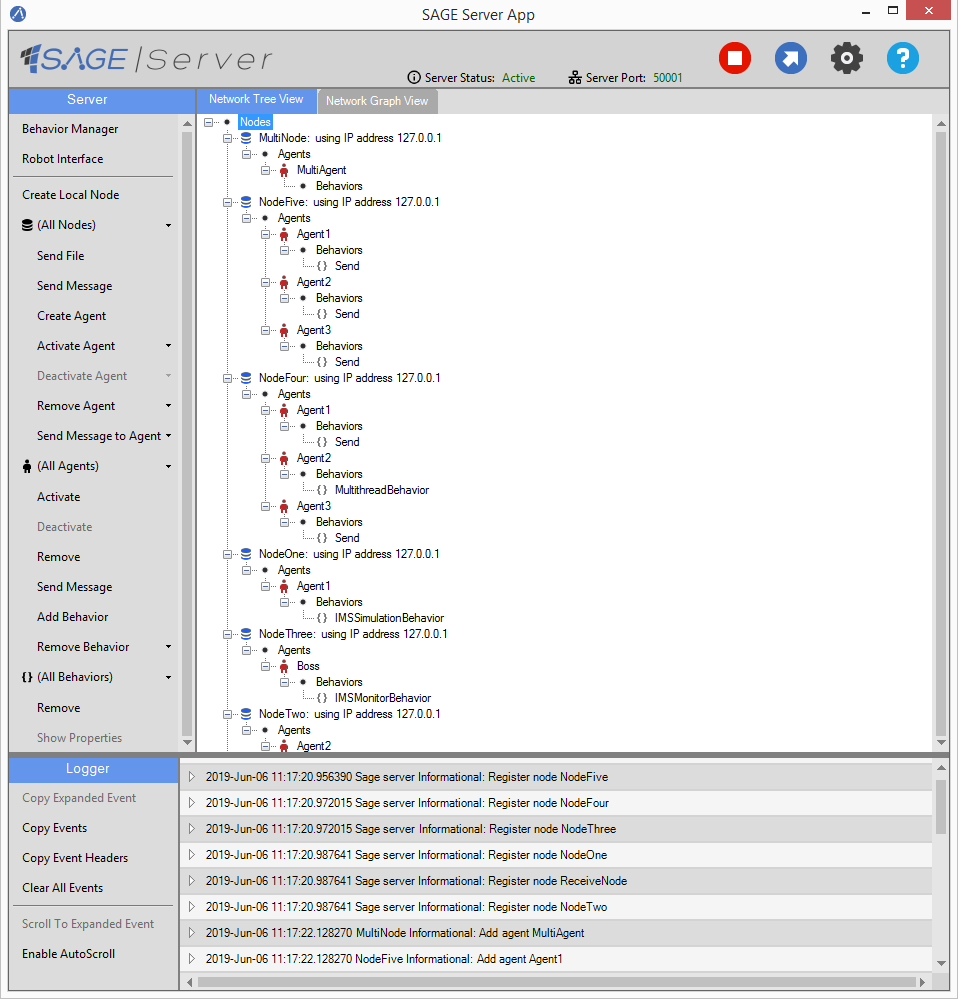 SAGE Server App
SAGE|Server
Server Status: Active
Server Port: 50001
Server
Network Tree View
Network Graph View
Behavior Manager
Robot Interface
Create Local Node
(All Nodes)
Send File
Send Message
Create Agent
Activate Agent
Deactivate Agent
Remove Agent
Send Message to Agent
(All Agents)
Activate
Deactivate
Remove
Send Message
Add Behavior
Remove Behavior
{} (All Behaviors)
Remove
Show Properties
Nodes
MultiNode: using IP address 127.0.0.1
Agents
MultiAgent
Behaviors
NodeFive: using IP address 127.0.0.1
Agents
Agent1
Behaviors
{} Send
Agent2
Behaviors
{} Send
Agent3
Behaviors
{} Send
NodeFour: using IP address 127.0.0.1
Agents
Agent1
Behaviors
{} Send
Agent2
Behaviors
{} MultithreadBehavior
Agent3
Behaviors
{} Send
NodeOne: using IP address 127.0.0.1
Agents
Agent1
Behaviors
{} IMSSimulationBehavior
NodeThree: using IP address 127.0.0.1
Agents
Boss
Behaviors
{} IMSMonitorBehavior
NodeTwo: using IP address 127.0.0.1
Agents
Agent2
Logger
Copy Expanded Event
Copy Events
Copy Event Headers
Clear All Events
Scroll To Expanded Event
Enable AutoScroll
2019-Jun-06 11:17:20.956390 Sage server Informational: Register node NodeFive
2019-Jun-06 11:17:20.972015 Sage server Informational: Register node NodeFour
2019-Jun-06 11:17:20.972015 Sage server Informational: Register node NodeThree
2019-Jun-06 11:17:20.987641 Sage server Informational: Register node NodeOne
2019-Jun-06 11:17:20.987641 Sage server Informational: Register node ReceiveNode
2019-Jun-06 11:17:20.987641 Sage server Informational: Register node NodeTwo
2019-Jun-06 11:17:22.128270 MultiNode Informational: Add agent MultiAgent
2019-Jun-06 11:17:22.128270 NodeFive Informational: Add agent Agent1